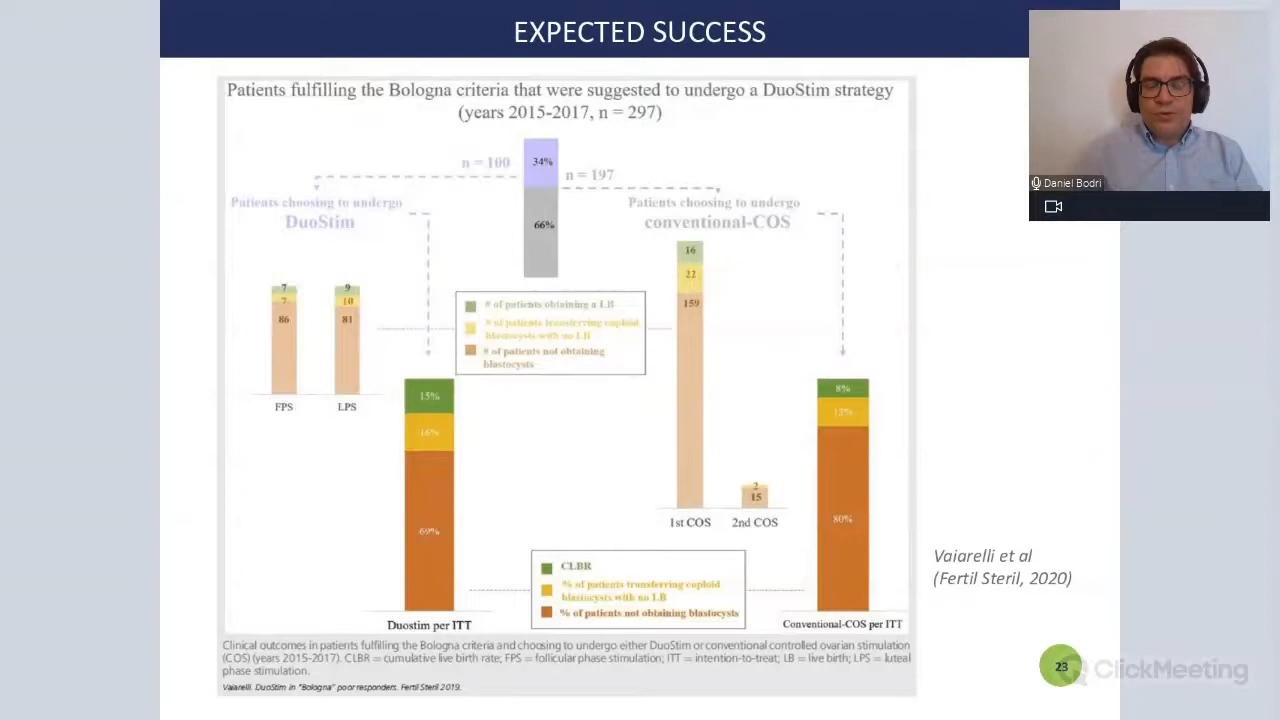 EXPECTED SUCCESS
Patients fulfilling the Bologna criteria that were suggested to undergo a DuoStim strategy
(years 2015-2017, n = 297)
n = 100
34%
n = 197
66%
Patients choosing to undergo
DuoStim
Patients choosing to undergo
conventional-COS
7
7
86
FPS
9
10
81
LPS
# of patients obtaining a LB
# of patients transferring euploid
blastocysts with no LB
# of patients not obtaining
blastocysts
16
22
159
1st COS
2
15
2nd COS
15%
16%
69%
Duostim per ITT
8%
12%
80%
Conventional-COS per ITT
CLBR
% of patients transferring euploid
blastocysts with no LB
% of patients not obtaining blastocysts
Clinical outcomes in patients fulfilling the Bologna criteria and choosing to undergo either DuoStim or conventional controlled ovarian stimulation
(COS) (years 2015-2017). CLBR = cumulative live birth rate; FPS = follicular phase stimulation; ITT = intention-to-treat; LB = live birth; LPS = luteal
phase stimulation.
Vaiarelli. DuoStim in "Bologna" poor responders. Fertil Steril 2019.
Vaiarelli et al
(Fertil Steril, 2020)
Daniel Bodri
23
ClickMeeting